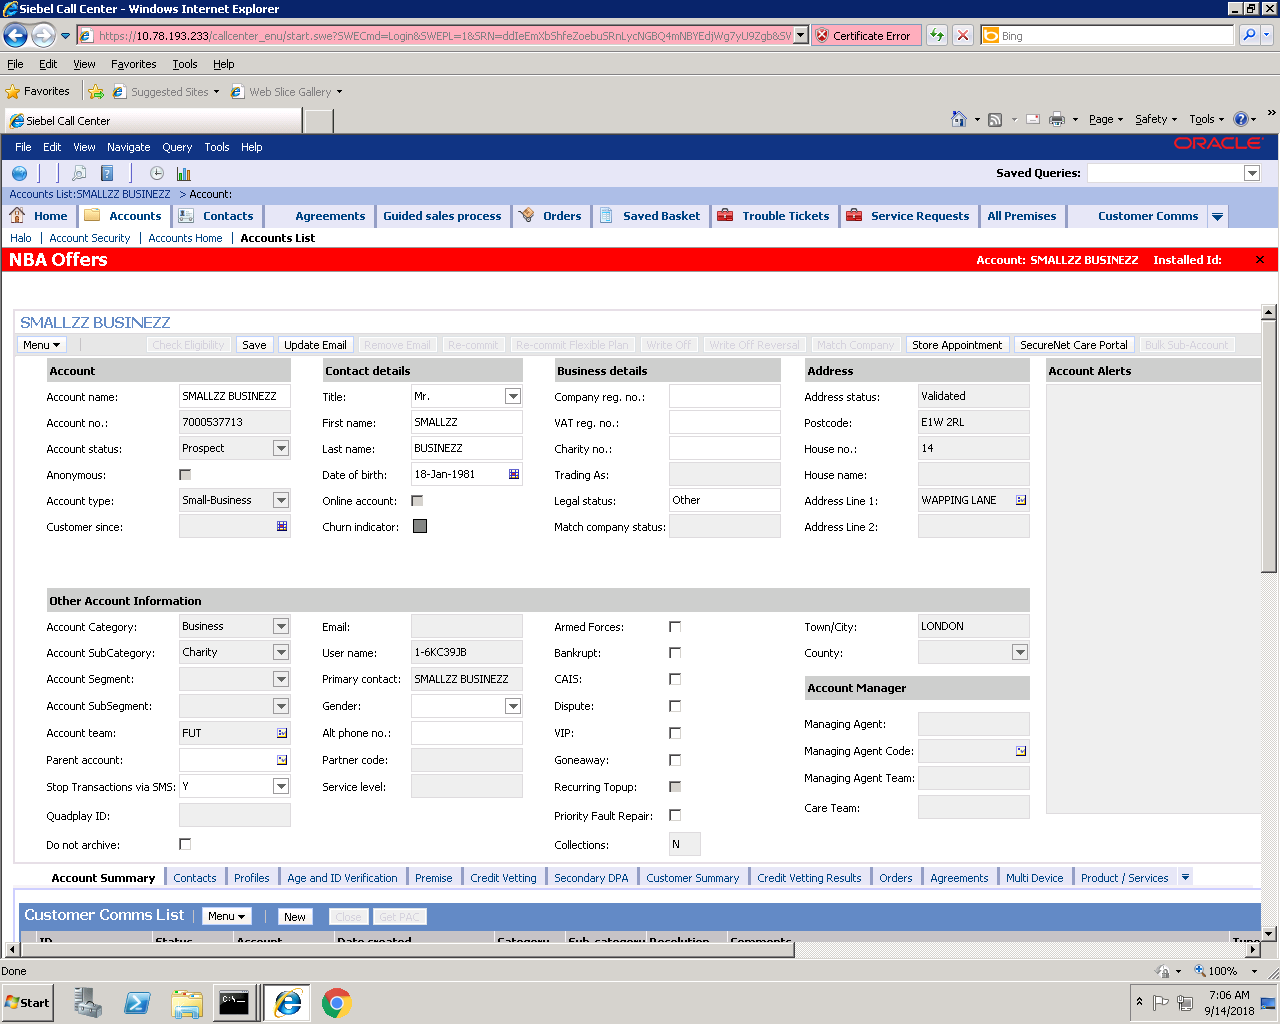 Siebel Call Center - Windows Internet Explorer
https://10.78.193.233/callcenter_enu/start.swe?SWECmd=Login&SWEPL=1&SRN=ddIeEmXbShfeZoebuSRnLycNGBQ4mNBYEdjWg7yU9Zgb&SW
Certificate Error
Bing
File Edit View Favorites Tools Help
Favorites Suggested Sites Web Slice Gallery
Siebel Call Center
Page Safety Tools
File Edit View Navigate Query Tools Help
ORACLE
Saved Queries:
Accounts List:SMALLZZ BUSINEZZ > Account:
Home Accounts Contacts Agreements Guided sales process Orders Saved Basket Trouble Tickets Service Requests All Premises Customer Comms
Halo Account Security Accounts Home Accounts List
NBA Offers Account: SMALLZZ BUSINEZZ Installed Id:
SMALLZZ BUSINEZZ
Menu Check Eligibility Save Update Email Remove Email Re-commit Re-commit Flexible Plan Write Off Write Off Reversal Match Company Store Appointment SecureNet Care Portal Bulk Sub-Account
Account Contact details Business details Address Account Alerts
Account name: SMALLZZ BUSINEZZ Title: Mr. Company reg. no.: Address status: Validated
Account no.: 7000537713 First name: SMALLZZ VAT reg. no.: Postcode: E1W 2RL
Account status: Prospect Last name: BUSINEZZ Charity no.: House no.: 14
Anonymous: Date of birth: 18-Jan-1981 Trading As: House name:
Account type: Small-Business Online account: Legal status: Other Address Line 1: WAPPING LANE
Customer since: Churn indicator: Match company status: Address Line 2:
Other Account Information
Account Category: Business Email: Armed Forces: Town/City: LONDON
Account SubCategory: Charity User name: 1-6KC39JB Bankrupt: County:
Account Segment: Primary contact: SMALLZZ BUSINEZZ CAIS: Account Manager
Account SubSegment: Gender: Dispute:
Account team: FUT Alt phone no.: VIP: Managing Agent:
Parent account: Partner code: Goneaway: Managing Agent Code:
Stop Transactions via SMS: Y Service level: Recurring Topup: Managing Agent Team:
Quadplay ID: Priority Fault Repair: Care Team:
Do not archive: Collections: N
Account Summary Contacts Profiles Age and ID Verification Premise Credit Vetting Secondary DPA Customer Summary Credit Vetting Results Orders Agreements Multi Device Product / Services
Customer Comms List Menu New Close Get PAC
ID Status Account Date created Category Sub-category Resolution Comments Type
Done 100%
Start 7:06 AM
9/14/2018